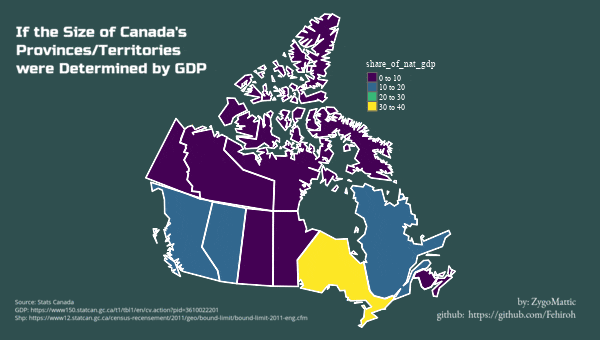 If the Size of Canada's
Provinces/Territories
were Determined by GDP
share_of_nat_gdp
0 to 10
10 to 20
20 to 30
30 to 40
Source: Stats Canada
GDP: https://www150.statcan.gc.ca/t1/tbl1/en/cv.action?pid=3610022201
Shp: https://www12.statcan.gc.ca/census-recensement/2011/geo/bound-limit/bound-limit-2011-eng.cfm
by: ZygoMattic
github: https://github.com/Fehiroh